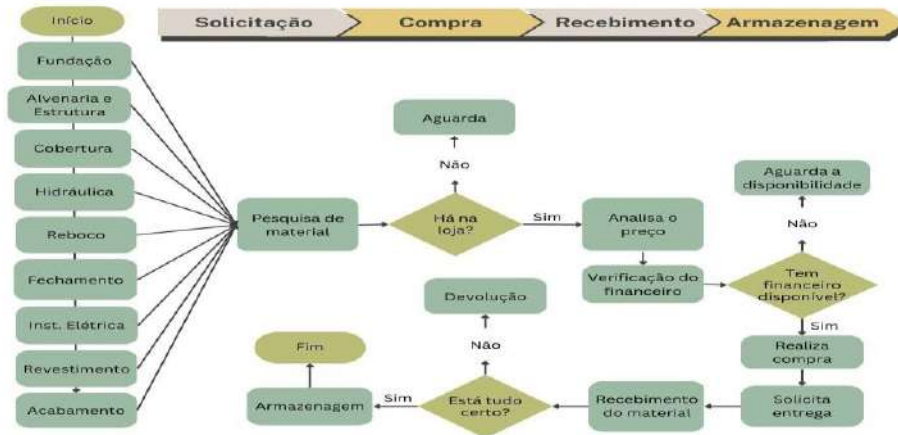 Início
Solicitação
Compra
Recebimento
Armazenagem
Fundação
Alvenaria e
Estrutura
Cobertura
Hidráulica
Reboco
Fechamento
Inst. Elétrica
Revestimento
Acabamento
Pesquisa de
material
Há na
loja?
Não
Aguarda
Sim
Analisa o
preço
Verificação do
financeiro
Tem
financeiro
disponível?
Não
Aguarda a
disponibilidade
Sim
Realiza
compra
Solicita
entrega
Recebimento
do material
Está tudo
certo?
Não
Devolução
Sim
Armazenagem
Fim